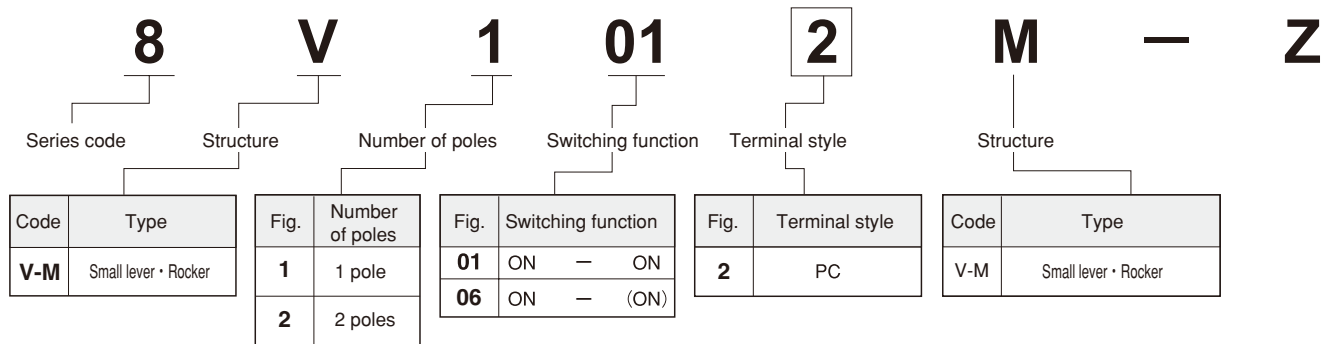 8 V 1 01 2 M − Z
Series code Structure Number of poles Switching function Terminal style Structure
Code Type
V-M Small lever・Rocker
Fig. Number of poles
1 1 pole
2 2 poles
Fig. Switching function
01 ON − ON
06 ON − (ON)
Fig. Terminal style
2 PC
Code Type
V-M Small lever・Rocker